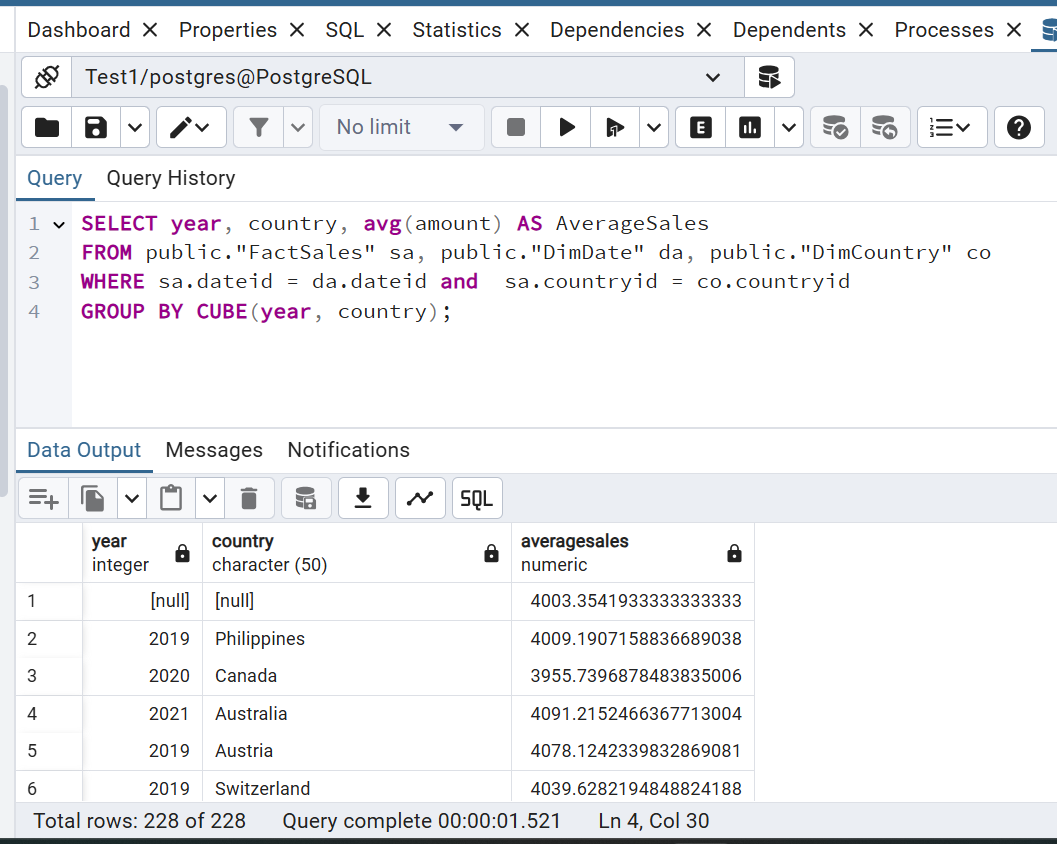 Dashboard Properties SQL Statistics Dependencies Dependents Processes
Test1/postgres@PostgreSQL
No limit
E
Query Query History
1 SELECT year, country, avg(amount) AS AverageSales
2 FROM public."FactSales" sa, public."DimDate" da, public."DimCountry" co
3 WHERE sa.dateid = da.dateid and  sa.countryid = co.countryid
4 GROUP BY CUBE(year, country);
Data Output Messages Notifications
SQL
year country averagesales
integer character (50) numeric
1 [null] [null] 4003.3541933333333333
2 2019 Philippines 4009.1907158836689038
3 2020 Canada 3955.7396878483835006
4 2021 Australia 4091.2152466367713004
5 2019 Austria 4078.1242339832869081
6 2019 Switzerland 4039.6282194848824188
Total rows: 228 of 228 Query complete 00:00:01.521 Ln 4, Col 30